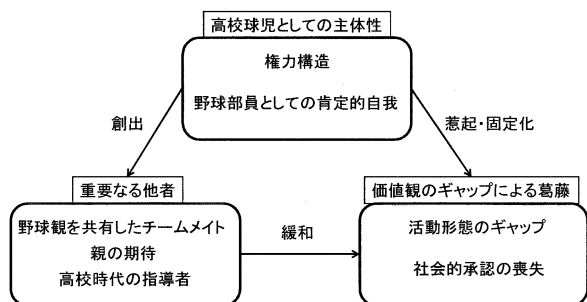 高校球児としての主体性
権力構造
野球部員としての肯定的自我
創出
惹起・固定化
重要なる他者
価値観のギャップによる葛藤
野球観を共有したチームメイト
親の期待
高校時代の指導者
緩和
活動形態のギャップ
社会的承認の喪失